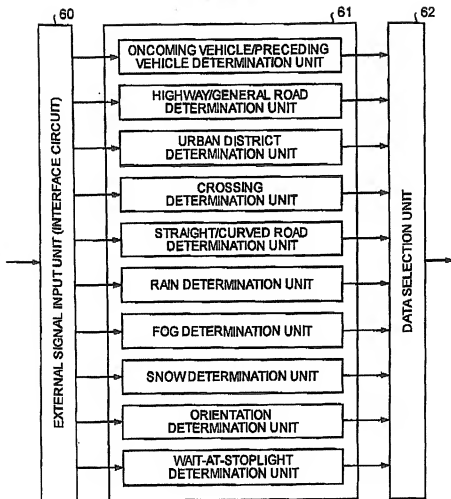 60
61
62
EXTERNAL SIGNAL INPUT UNIT (INTERFACE CIRCUIT)
ONCOMING VEHICLE/PRECEDING
VEHICLE DETERMINATION UNIT
HIGHWAY/GENERAL ROAD
DETERMINATION UNIT
URBAN DISTRICT
DETERMINATION UNIT
CROSSING
DETERMINATION UNIT
STRAIGHT/CURVED ROAD
DETERMINATION UNIT
RAIN DETERMINATION UNIT
FOG DETERMINATION UNIT
SNOW DETERMINATION UNIT
ORIENTATION
DETERMINATION UNIT
WAIT-AT-STOPLIGHT
DETERMINATION UNIT
DATA SELECTION UNIT